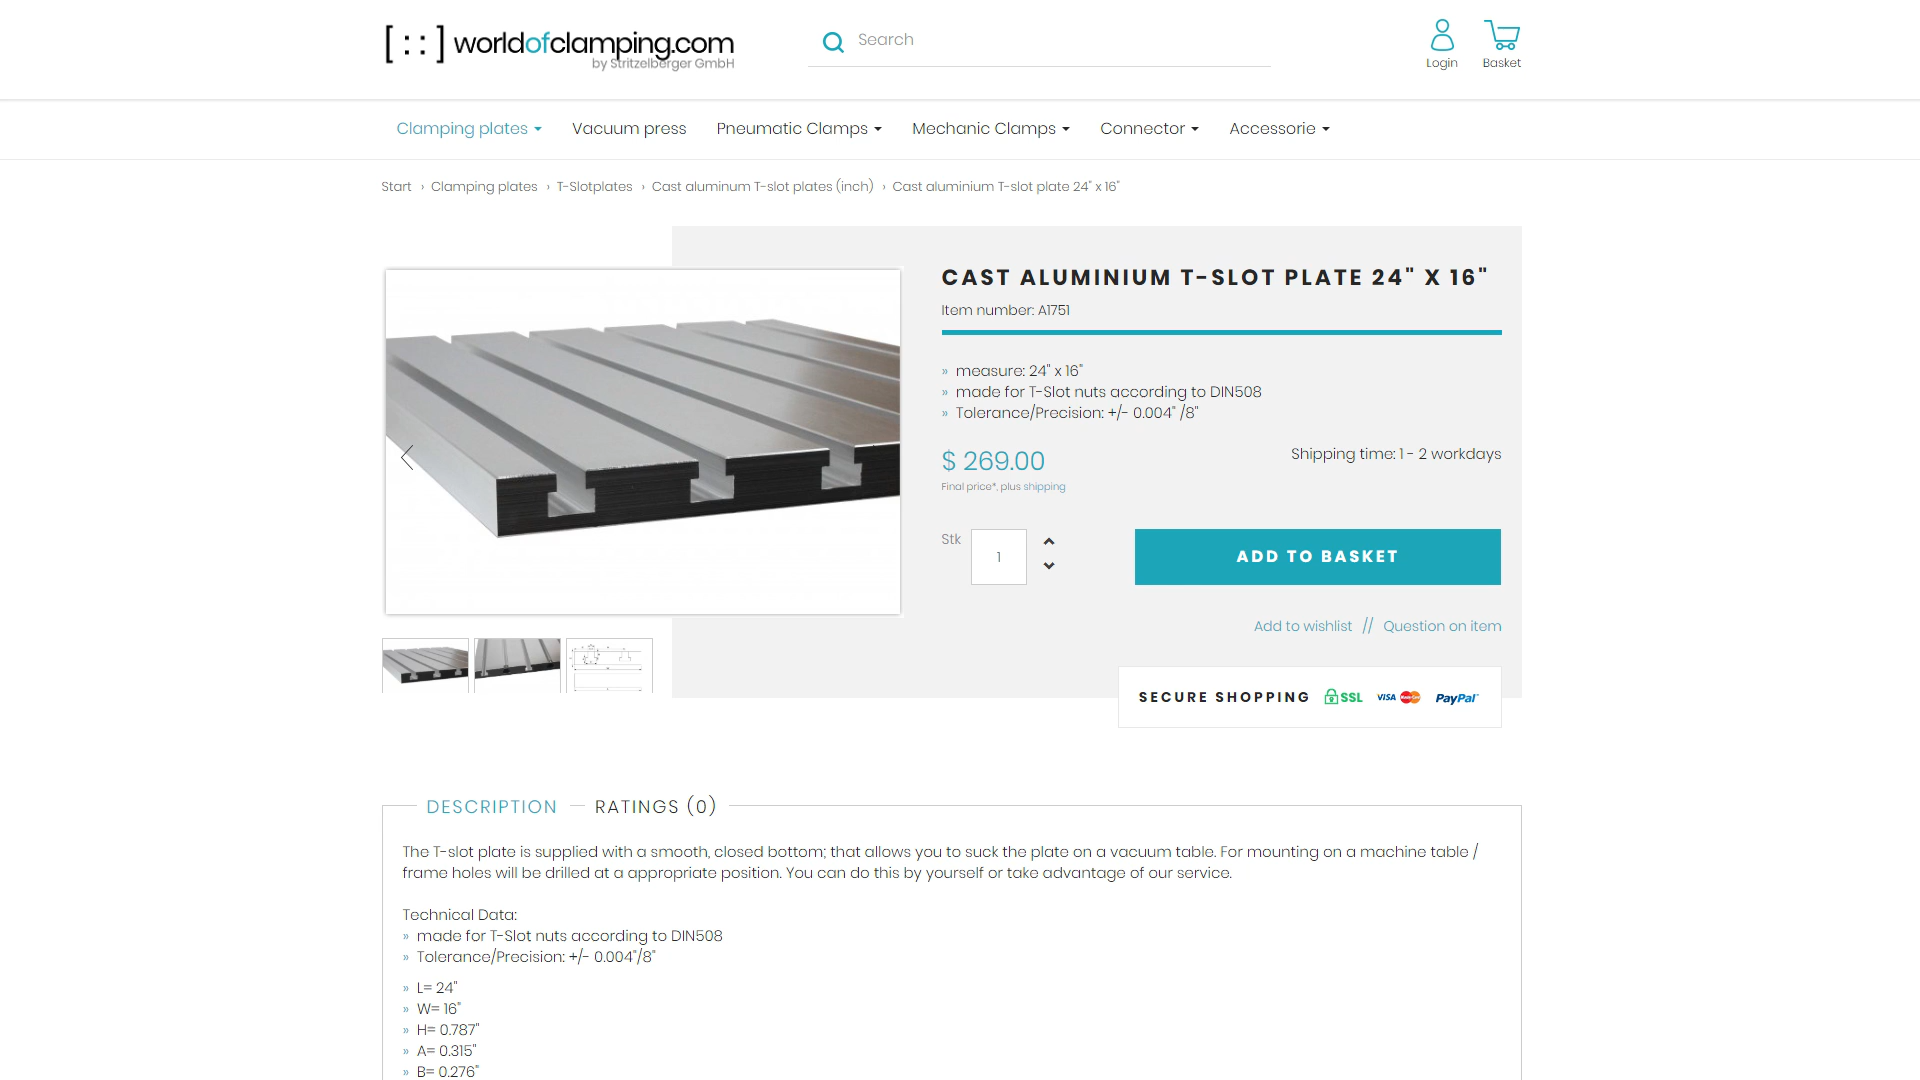 [ : : ] worldofclamping.com
by Stritzelberger GmbH
Search
Login
Basket
Clamping plates
Vacuum press
Pneumatic Clamps
Mechanic Clamps
Connector
Accessorie
Start › Clamping plates › T-Slotplates › Cast aluminum T-slot plates (inch) › Cast aluminium T-slot plate 24" x 16"
CAST ALUMINIUM T-SLOT PLATE 24" X 16"
Item number: A1751
» measure: 24" x 16"
» made for T-Slot nuts according to DIN508
» Tolerance/Precision: +/- 0.004" /8"
$ 269.00
Shipping time: 1 - 2 workdays
Final price*, plus shipping
Stk
1
ADD TO BASKET
Add to wishlist // Question on item
SECURE SHOPPING SSL VISA MasterCard PayPal
DESCRIPTION
RATINGS (0)
The T-slot plate is supplied with a smooth, closed bottom; that allows you to suck the plate on a vacuum table. For mounting on a machine table /
frame holes will be drilled at a appropriate position. You can do this by yourself or take advantage of our service.
Technical Data:
» made for T-Slot nuts according to DIN508
» Tolerance/Precision: +/- 0.004"/8"
» L= 24"
» W= 16"
» H= 0.787"
» A= 0.315"
» B= 0.276"